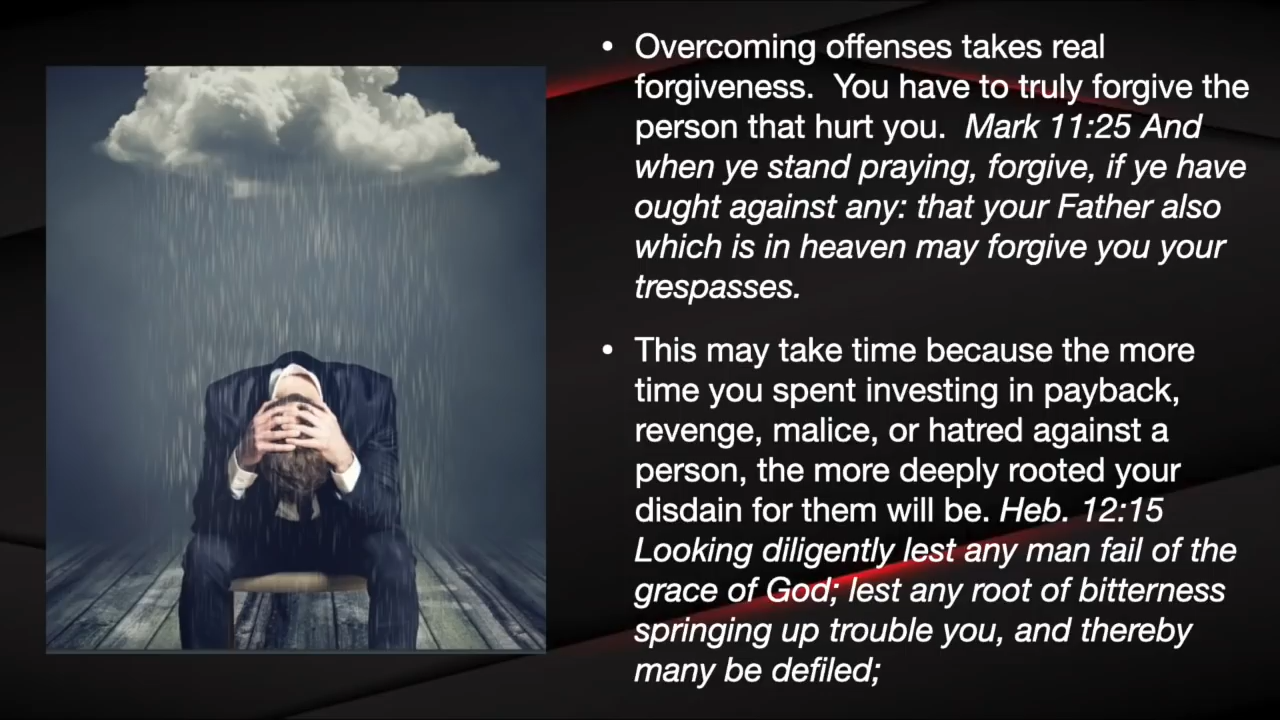 • Overcoming offenses takes real
forgiveness.  You have to truly forgive the
person that hurt you.  Mark 11:25 And
when ye stand praying, forgive, if ye have
ought against any: that your Father also
which is in heaven may forgive you your
trespasses.
• This may take time because the more
time you spent investing in payback,
revenge, malice, or hatred against a
person, the more deeply rooted your
disdain for them will be. Heb. 12:15
Looking diligently lest any man fail of the
grace of God; lest any root of bitterness
springing up trouble you, and thereby
many be defiled;